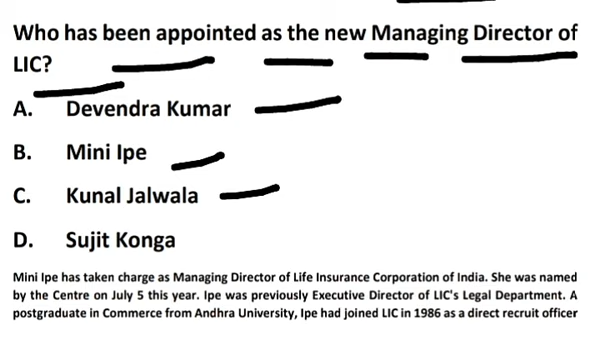 Who has been appointed as the new Managing Director of
LIC?
A. Devendra Kumar
B. Mini Ipe
C. Kunal Jalwala
D. Sujit Konga
Mini Ipe has taken charge as Managing Director of Life Insurance Corporation of India. She was named
by the Centre on July 5 this year. Ipe was previously Executive Director of LIC's Legal Department. A
postgraduate in Commerce from Andhra University, Ipe had joined LIC in 1986 as a direct recruit officer